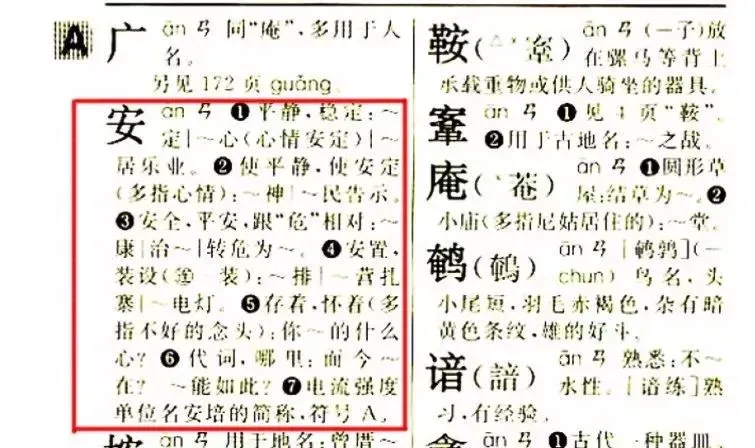 A
广 ān ㄢ 同“庵”,多用于人
名。
另见 172 页 guǎng。
安 ān ㄢ ❶平静,稳定:~
定|~心(心情安定)|~
居乐业。❷使平静,使安定
(多指心情):~神|~民告示。
❸安全,平安,跟“危”相对:~
康|治~|转危为~。❹安置,
装设(㊣—装):~排|~营扎
寨|~电灯。❺存着,怀着(多
指不好的念头):你~的什么
心?❻代词,哪里:而今~
在?~能如此?❼电流强度
单位名安培的简称,符号 A。
ān ㄢ 用于地名:曾厝
鞍(鞌) ān ㄢ (—子)放
在骡马等背上
承载重物或供人骑坐的器具。
鞌 ān ㄢ ❶见 4 页“鞍”。
❷用于古地名:~之战。
庵(*菴) ān ㄢ ❶圆形草
屋:结草为~。❷
小庙(多指尼姑居住的):~堂。
鹌(鵪) ān ㄢ [鹌鹑](—
chun) 鸟名,头
小尾短,羽毛赤褐色,杂有暗
黄色条纹,雄的好斗。
谙(諳) ān ㄢ 熟悉:不~
水性。[谙练]熟
习,有经验。
ān ㄢ ❶古代一种器皿